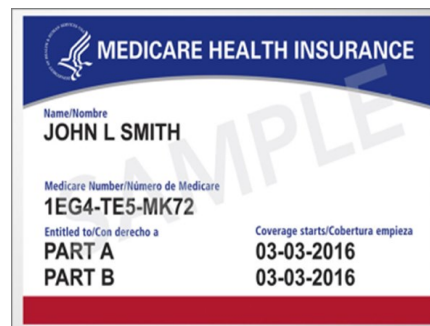 MEDICARE HEALTH INSURANCE
Name/Nombre
JOHN L SMITH
Medicare Number/Número de Medicare
1EG4-TE5-MK72
Entitled to/Con derecho a Coverage starts/Cobertura empieza
PART A 03-03-2016
PART B 03-03-2016
SAMPLE